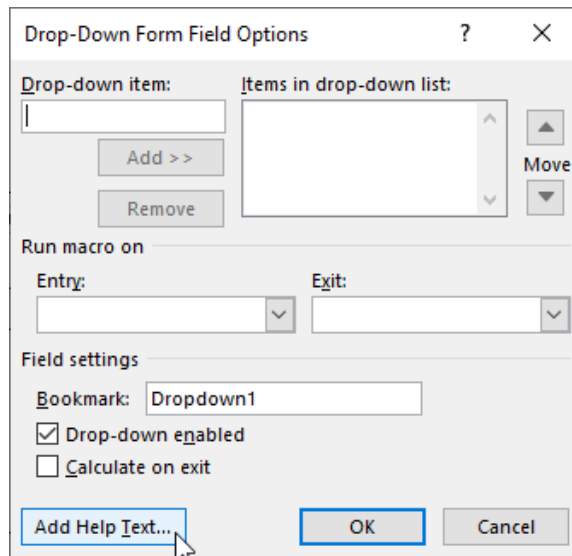 Drop-Down Form Field Options ?
Drop-down item: Items in drop-down list:
Add >>
Move
Remove
Run macro on
Entry: Exit:
Field settings
Bookmark: Dropdown1
Drop-down enabled
Calculate on exit
Add Help Text... OK Cancel